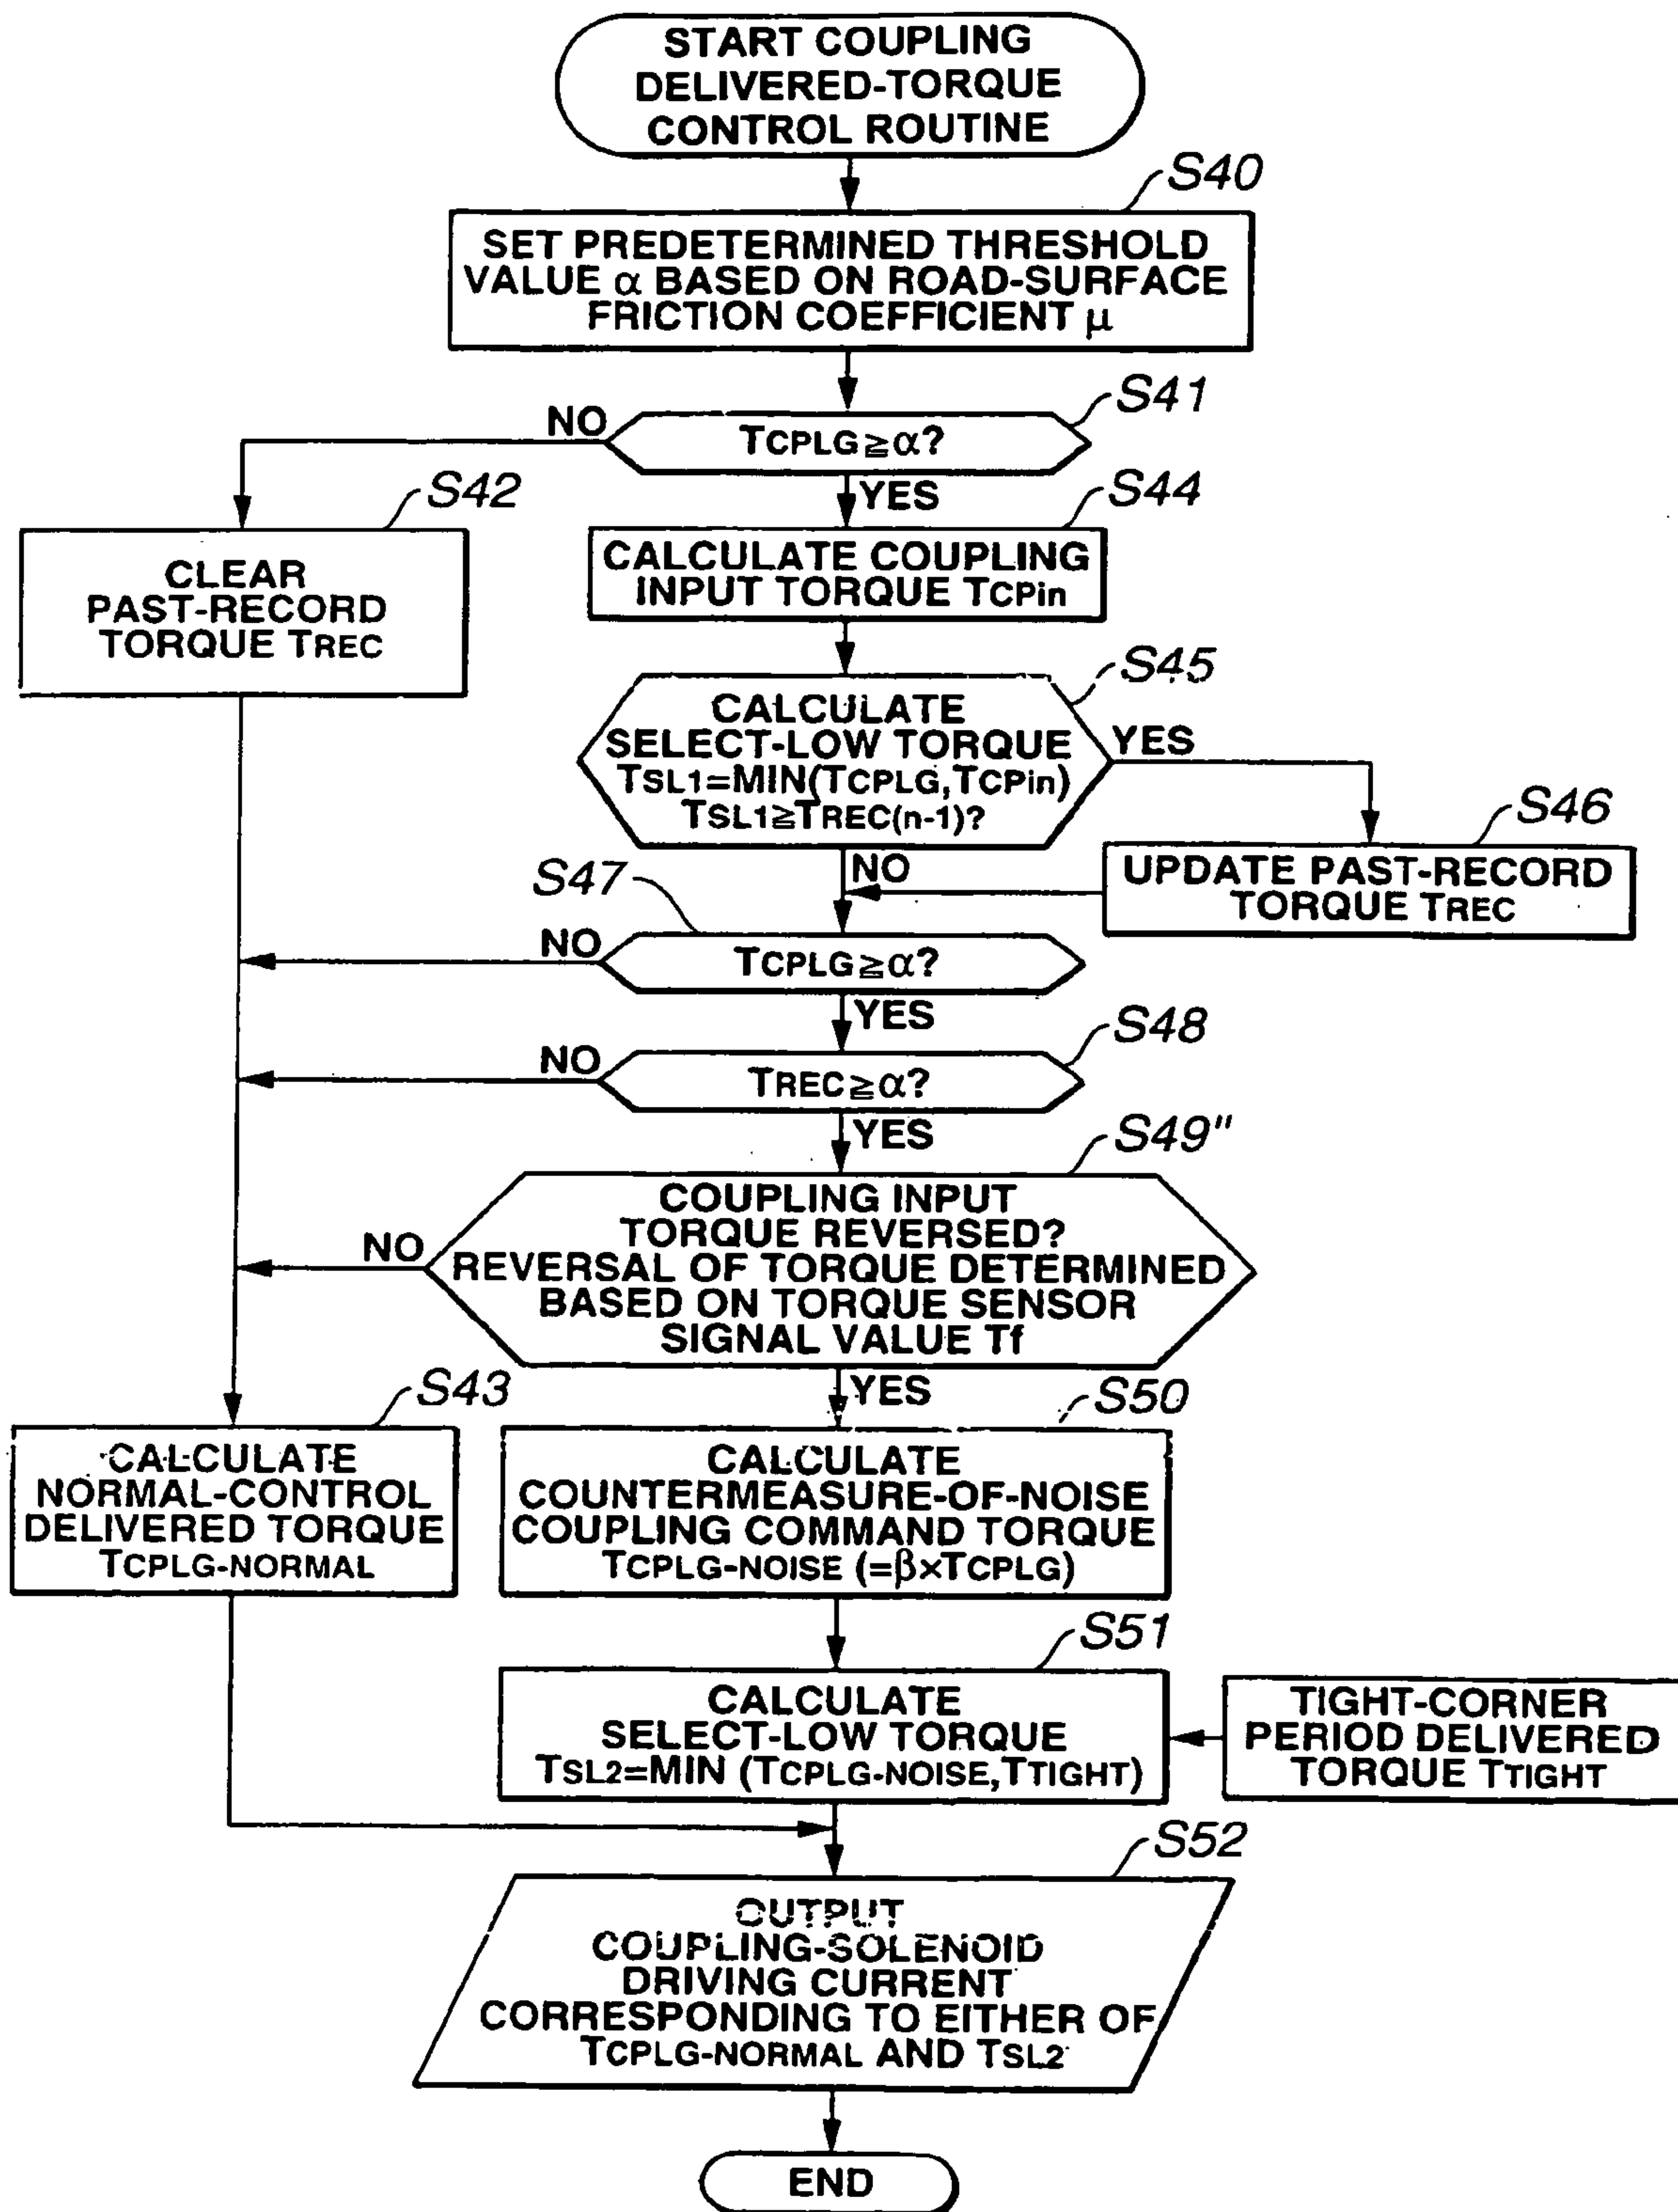 START COUPLING
DELIVERED-TORQUE
CONTROL ROUTINE
S40
SET PREDETERMINED THRESHOLD
VALUE α BASED ON ROAD-SURFACE
FRICTION COEFFICIENT μ
S41
NO
TCPLG≧α?
YES
S42
CLEAR
PAST-RECORD
TORQUE TREC
S44
CALCULATE COUPLING
INPUT TORQUE TCPin
S45
CALCULATE
SELECT-LOW TORQUE
TSL1=MIN(TCPLG,TCPin)
TSL1≧TREC(n-1)?
YES
NO
S46
UPDATE PAST-RECORD
TORQUE TREC
S47
NO
TCPLG≧α?
YES
S48
NO
TREC≧α?
YES
S49"
COUPLING INPUT
TORQUE REVERSED?
REVERSAL OF TORQUE DETERMINED
BASED ON TORQUE SENSOR
SIGNAL VALUE Tf
NO
YES
S43
CALCULATE
NORMAL-CONTROL
DELIVERED TORQUE
TCPLG-NORMAL
S50
CALCULATE
COUNTERMEASURE-OF-NOISE
COUPLING COMMAND TORQUE
TCPLG-NOISE (=β×TCPLG)
S51
CALCULATE
SELECT-LOW TORQUE
TSL2=MIN (TCPLG-NOISE,TTIGHT)
TIGHT-CORNER
PERIOD DELIVERED
TORQUE TTIGHT
S52
OUTPUT
COUPLING-SOLENOID
DRIVING CURRENT
CORRESPONDING TO EITHER OF
TCPLG-NORMAL AND TSL2
END